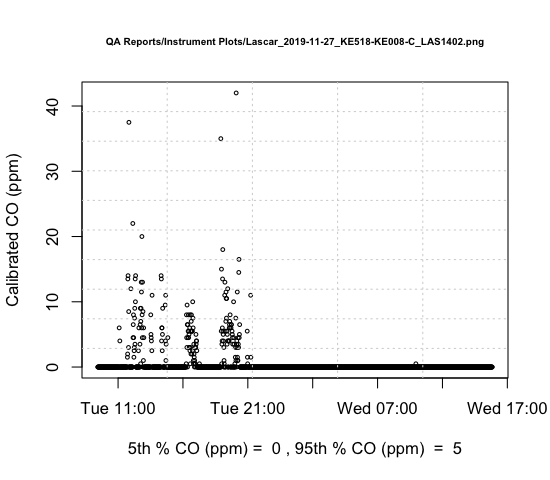 QA Reports/Instrument Plots/Lascar_2019-11-27_KE518-KE008-C_LAS1402.png
40
30
20
10
0
Calibrated CO (ppm)
Tue 11:00 Tue 21:00 Wed 07:00 Wed 17:00
5th % CO (ppm) = 0 , 95th % CO (ppm) = 5